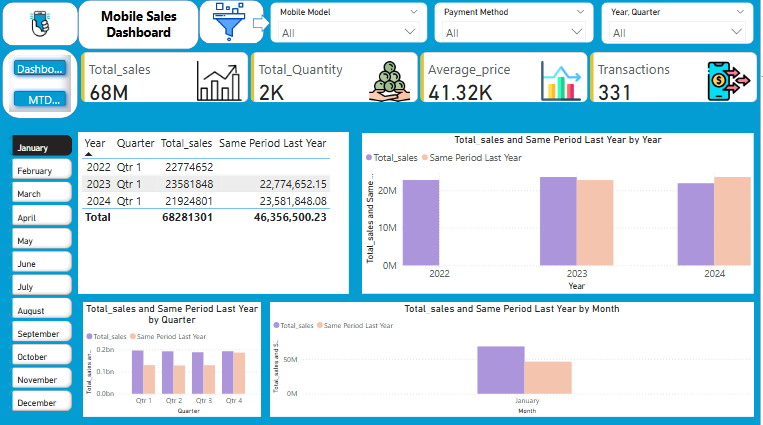 Mobile Sales
Dashboard
Mobile Model
All
Payment Method
All
Year, Quarter
All
Dashbo...
MTD...
Total_sales
68M
Total_Quantity
2K
Average_price
41.32K
Transactions
331
January
February
March
April
May
June
July
August
September
October
November
December
Year Quarter Total_sales Same Period Last Year
2022 Qtr 1 22774652
2023 Qtr 1 23581848 22,774,652.15
2024 Qtr 1 21924801 23,581,848.08
Total 68281301 46,356,500.23
Total_sales and Same Period Last Year by Year
Total_sales Same Period Last Year
Total_sales and Same ...
20M
10M
0M
2022 2023 2024
Year
Total_sales and Same Period Last Year
by Quarter
Total_sales Same Period Last Year
Total_sales an...
0.2bn
0.1bn
0.0bn
Qtr 1 Qtr 2 Qtr 3 Qtr 4
Quarter
Total_sales and Same Period Last Year by Month
Total_sales Same Period Last Year
Total_sales and S...
50M
0M
January
Month